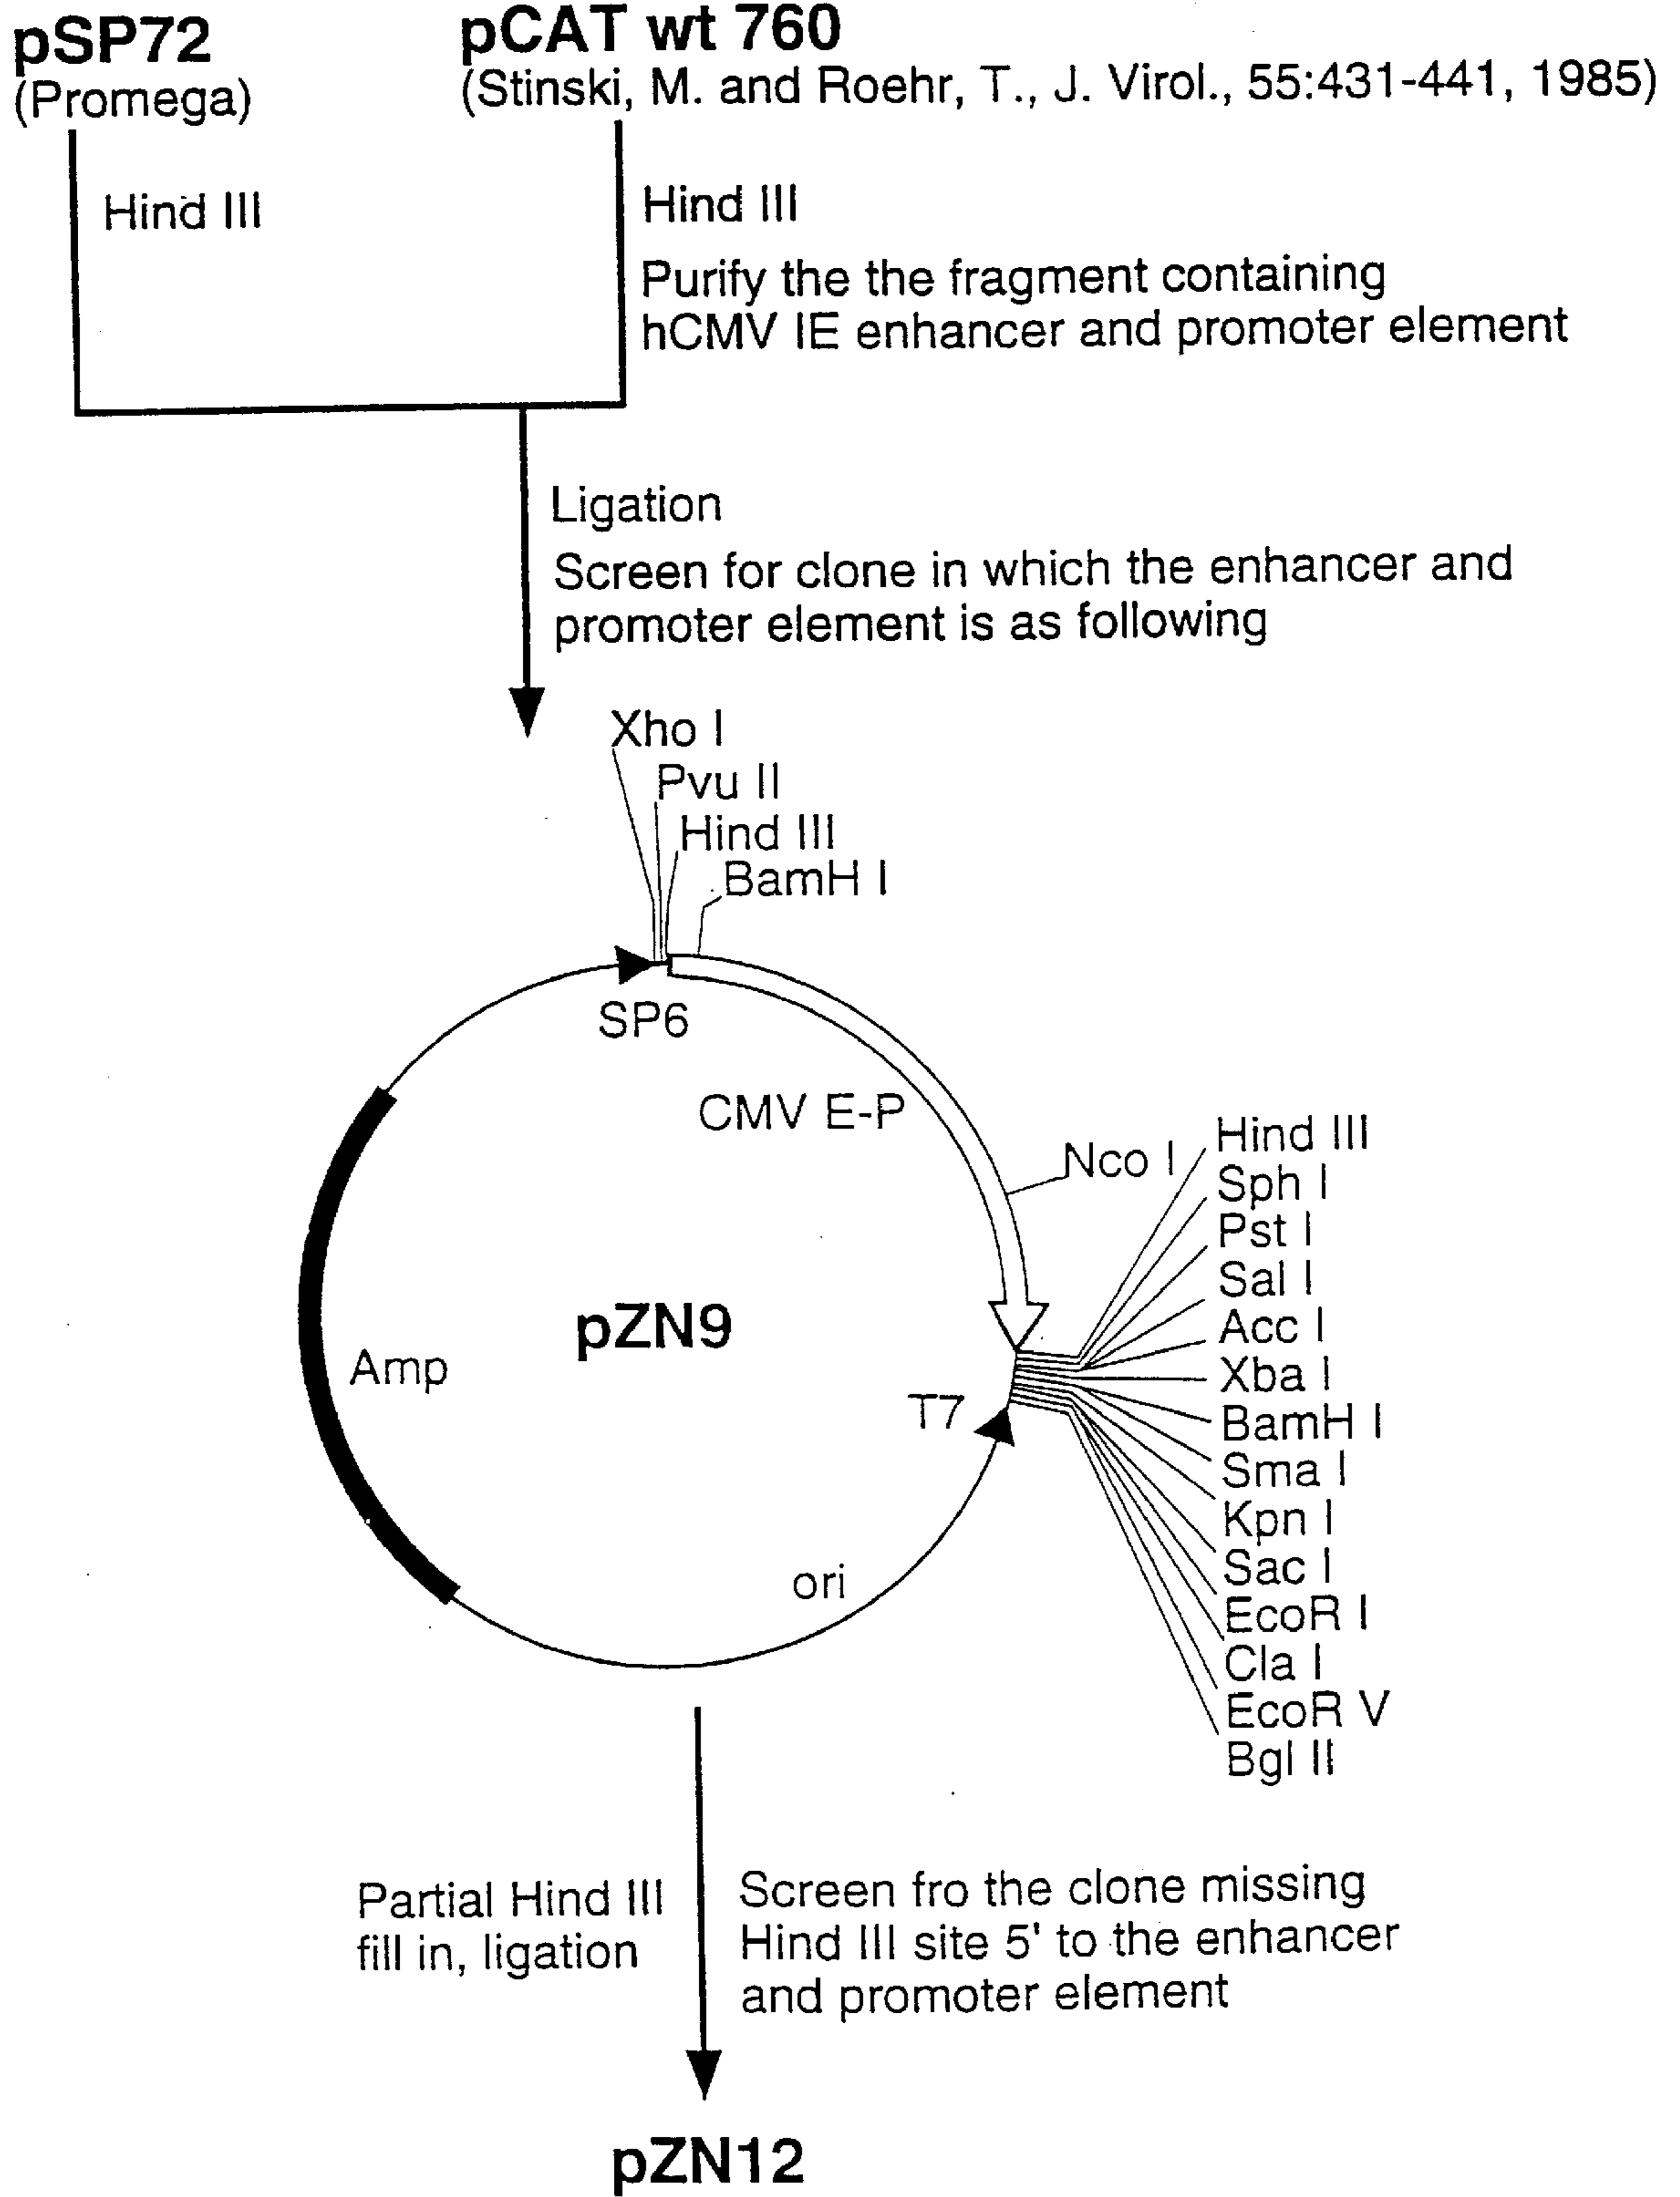 pSP72
(Promega)
pCAT wt 760
(Stinski, M. and Roehr, T., J. Virol., 55:431-441, 1985)
Hind III
Hind III
Purify the the fragment containing
hCMV IE enhancer and promoter element
Ligation
Screen for clone in which the enhancer and
promoter element is as following
Xho I
Pvu II
Hind III
BamH I
SP6
CMV E-P
Nco I
Hind III
Sph I
Pst I
Sal I
Acc I
Xba I
BamH I
Sma I
Kpn I
Sac I
EcoR I
Cla I
EcoR V
Bgl II
pZN9
Amp
T7
ori
Partial Hind III
fill in, ligation
Screen fro the clone missing
Hind III site 5' to the enhancer
and promoter element
pZN12